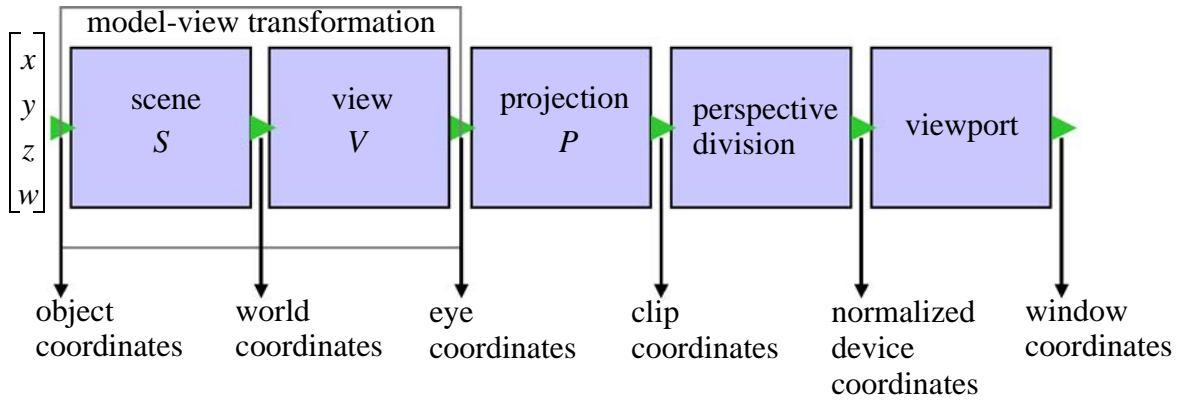 model-view transformation
x
y
z
w
scene
S
view
V
projection
P
perspective
division
viewport
object
coordinates
world
coordinates
eye
coordinates
clip
coordinates
normalized
device
coordinates
window
coordinates